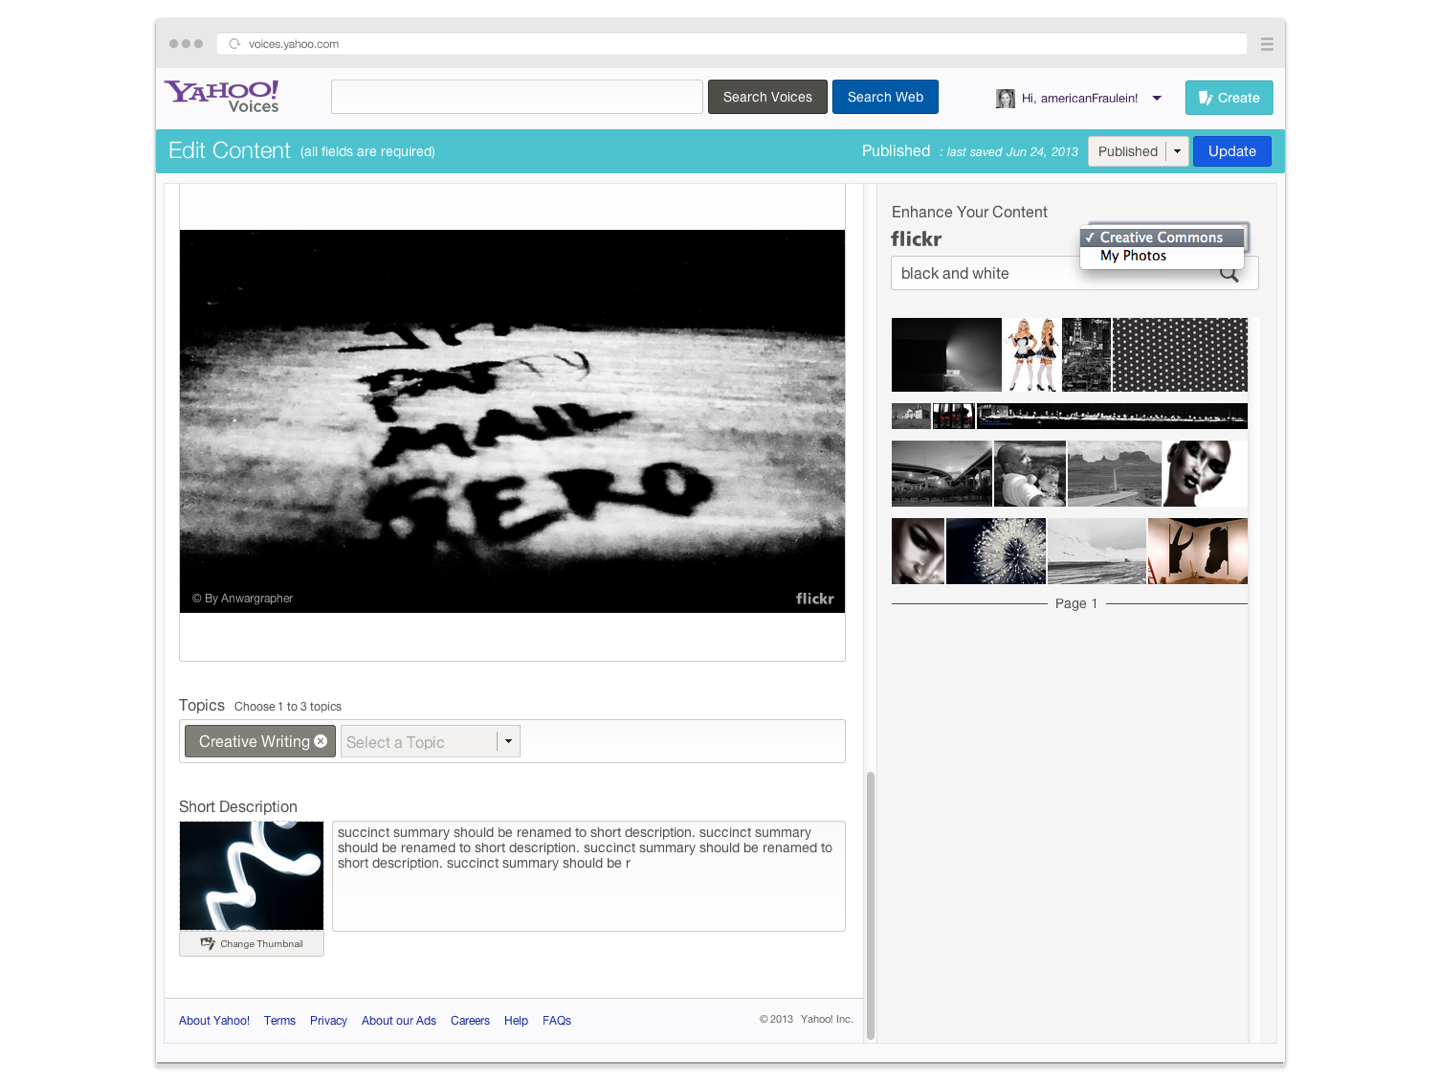 voices.yahoo.com
YAHOO!
Voices
Search Voices
Search Web
Hi, americanFraulein!
Create
Edit Content (all fields are required)
Published : last saved Jun 24, 2013
Published
Update
MAIL
© By Anwargrapher
flickr
Enhance Your Content
flickr
✓ Creative Commons
My Photos
black and white
Page 1
Topics Choose 1 to 3 topics
Creative Writing
Select a Topic
Short Description
succinct summary should be renamed to short description. succinct summary
should be renamed to short description. succinct summary should be renamed to
short description. succinct summary should be r
Change Thumbnail
About Yahoo! Terms Privacy About our Ads Careers Help FAQs
© 2013 Yahoo! Inc.